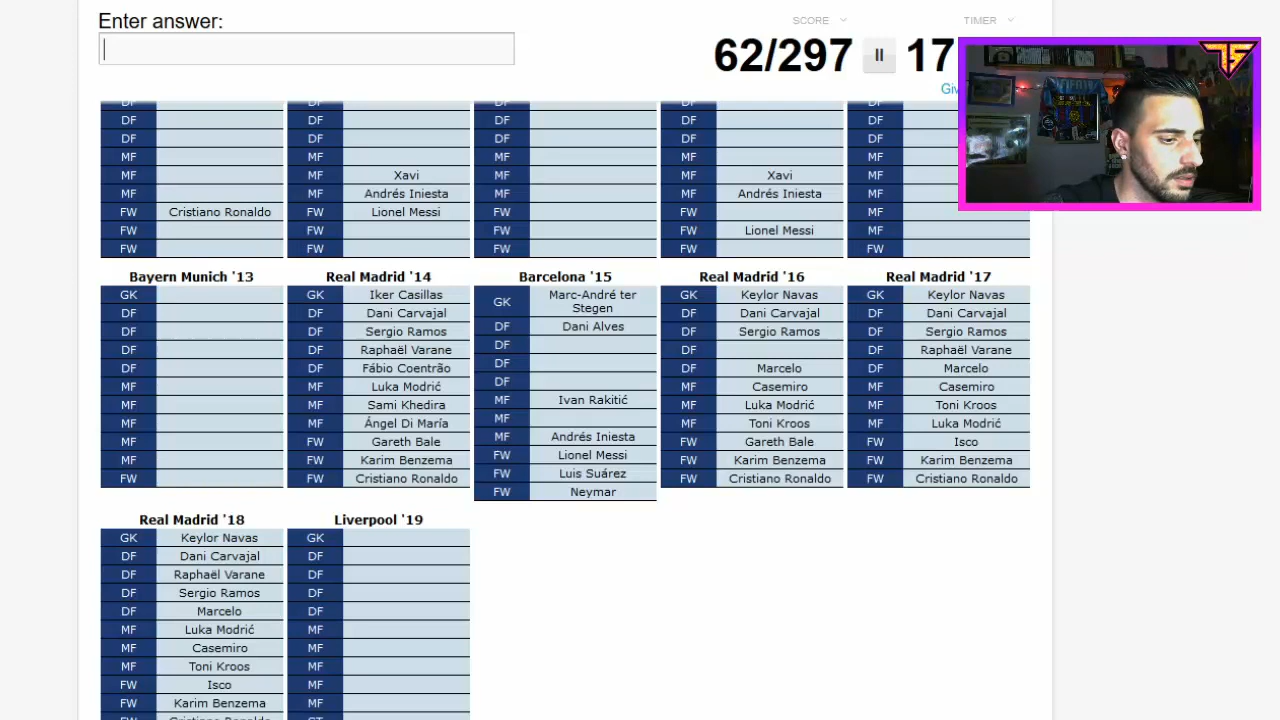 Enter answer:
SCORE
TIMER
62/297
17
Giv
DF DF DF DF DF
DF DF DF DF DF
DF DF DF DF DF
MF MF MF MF MF
MF MF Xavi MF MF Xavi MF
MF MF Andrés Iniesta MF MF Andrés Iniesta MF
FW Cristiano Ronaldo FW Lionel Messi FW FW MF
FW FW FW FW Lionel Messi MF
FW FW FW FW FW
Bayern Munich '13
GK
DF
DF
DF
DF
MF
MF
MF
MF
MF
FW
Real Madrid '14
GK Iker Casillas
DF Dani Carvajal
DF Sergio Ramos
DF Raphaël Varane
DF Fábio Coentrão
MF Luka Modrić
MF Sami Khedira
MF Ángel Di María
FW Gareth Bale
FW Karim Benzema
FW Cristiano Ronaldo
Barcelona '15
GK Marc-André ter
Stegen
DF Dani Alves
DF
DF
DF
MF Ivan Rakitić
MF
MF Andrés Iniesta
FW Lionel Messi
FW Luis Suárez
FW Neymar
Real Madrid '16
GK Keylor Navas
DF Dani Carvajal
DF Sergio Ramos
DF
DF Marcelo
MF Casemiro
MF Luka Modrić
MF Toni Kroos
FW Gareth Bale
FW Karim Benzema
FW Cristiano Ronaldo
Real Madrid '17
GK Keylor Navas
DF Dani Carvajal
DF Sergio Ramos
DF Raphaël Varane
DF Marcelo
MF Casemiro
MF Toni Kroos
MF Luka Modrić
FW Isco
FW Karim Benzema
FW Cristiano Ronaldo
Real Madrid '18
GK Keylor Navas
DF Dani Carvajal
DF Raphaël Varane
DF Sergio Ramos
DF Marcelo
MF Luka Modrić
MF Casemiro
MF Toni Kroos
FW Isco
FW Karim Benzema
FW Cristiano Ronaldo
Liverpool '19
GK
DF
DF
DF
DF
MF
MF
MF
MF
MF